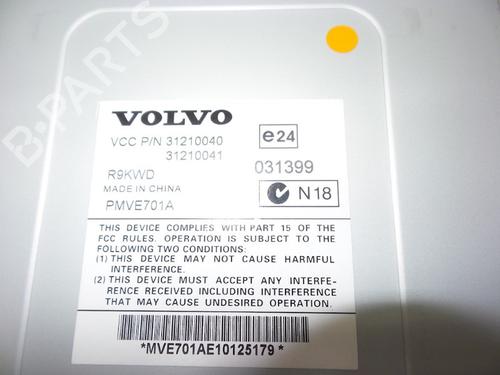 B-PARTS
VOLVO
VCC P/N 31210040
31210041
e24
R9KWD
031399
MADE IN CHINA
N18
PMVE701A
THIS DEVICE COMPLIES WITH PART 15 OF THE
FCC RULES. OPERATION IS SUBJECT TO THE
FOLLOWING TWO CONDITIONS:
(1) THIS DEVICE MAY NOT CAUSE HARMFUL
INTERFERENCE.
(2) THIS DEVICE MUST ACCEPT ANY INTERFE-
RENCE RECEIVED INCLUDING INTERFERENCE
THAT MAY CAUSE UNDESIRED OPERATION.
*MVE701AE10125179*